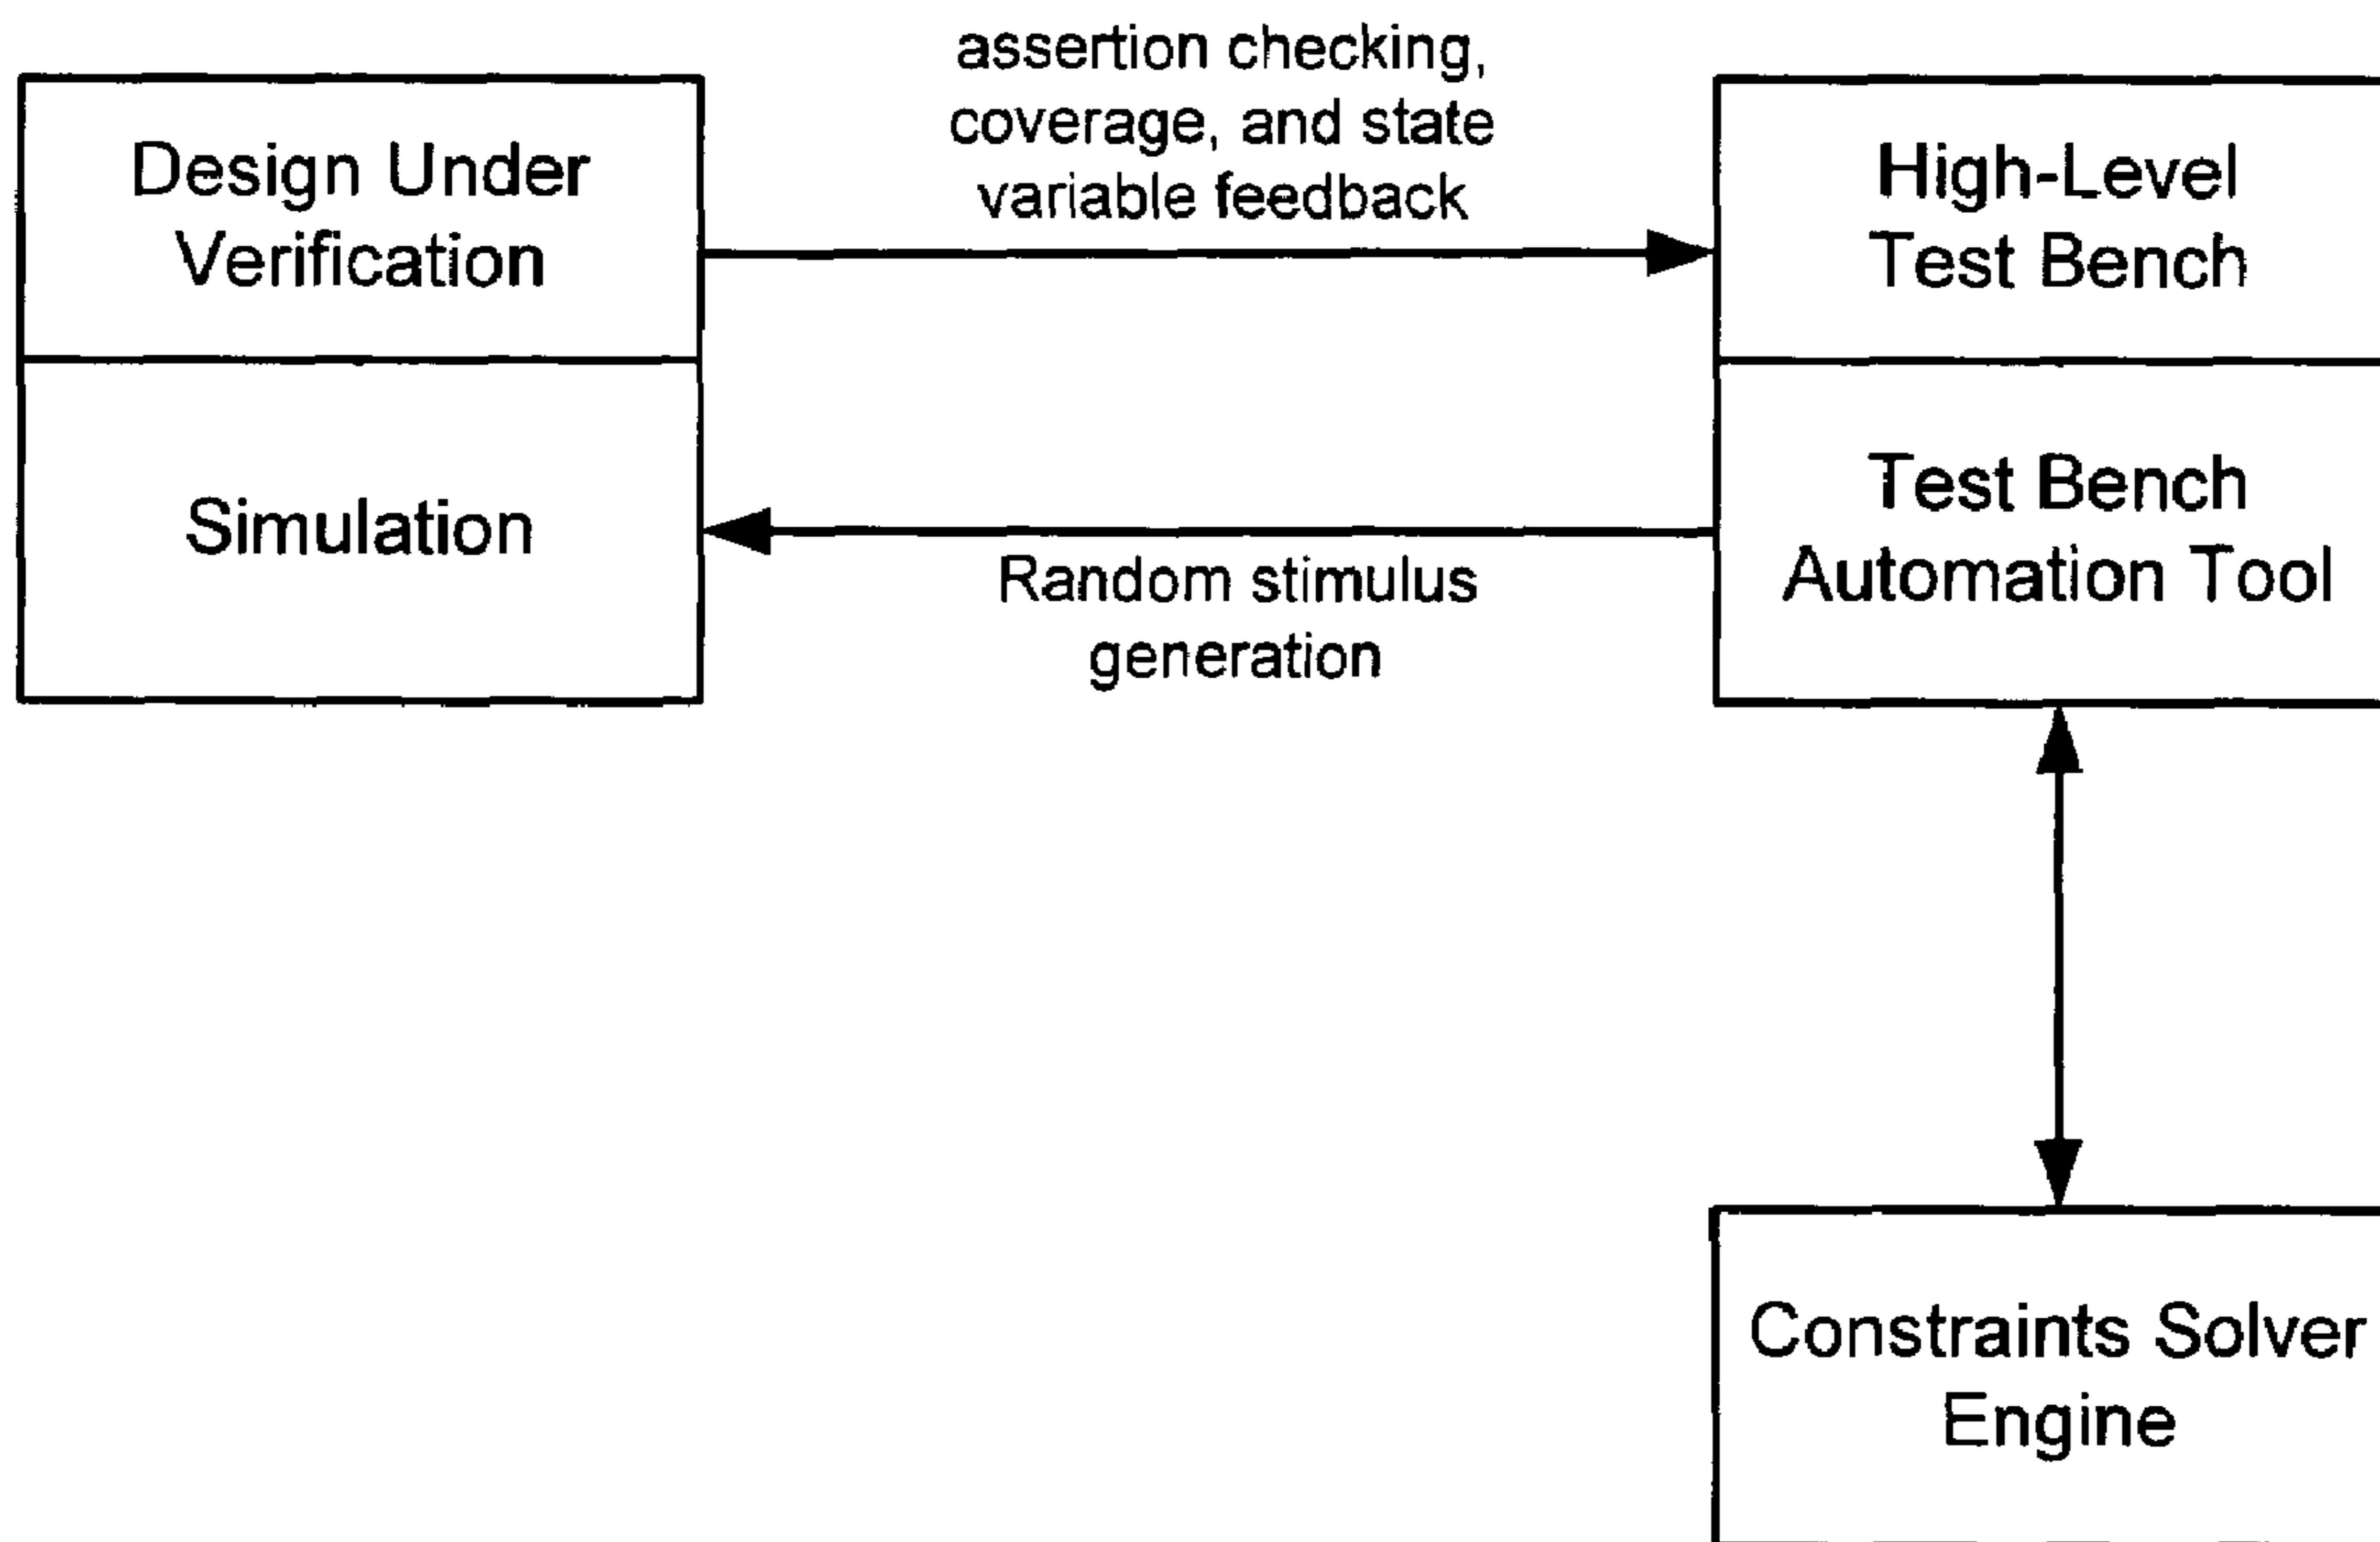 assertion checking,
coverage, and state
variable feedback
Design Under
Verification
High-Level
Test Bench
Simulation
Test Bench
Automation Tool
Random stimulus
generation
Constraints Solver
Engine